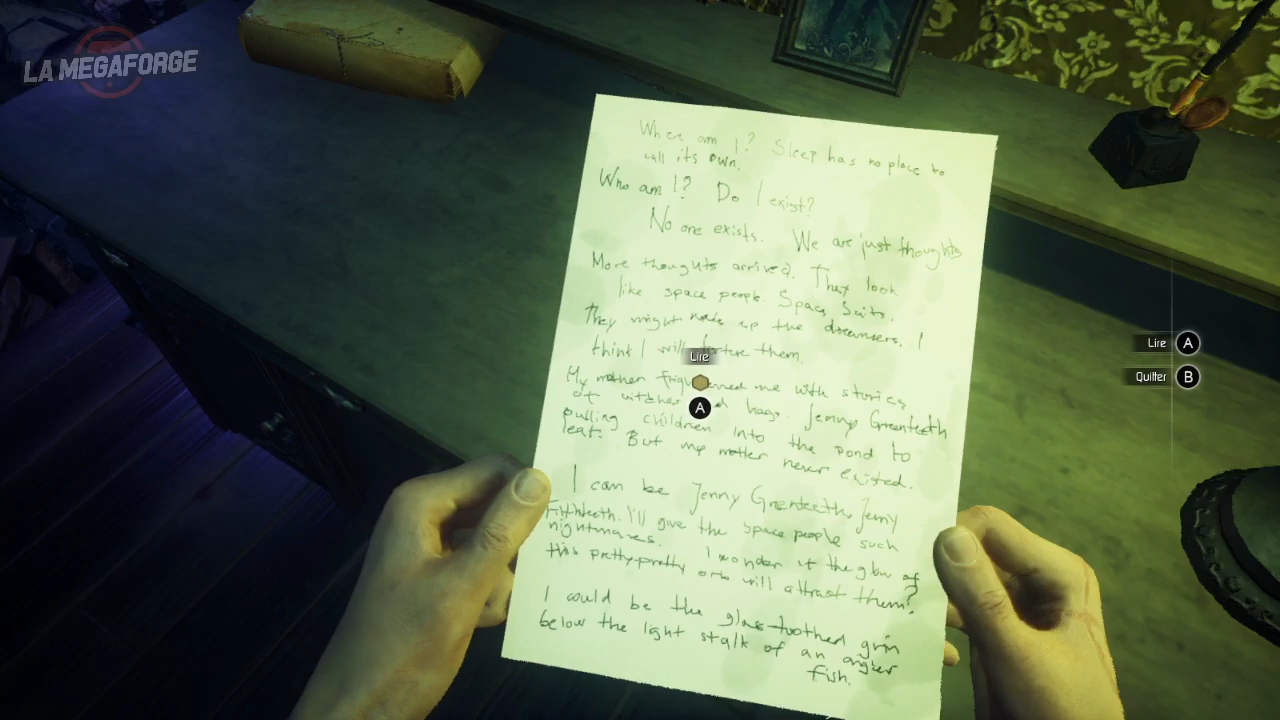 LA MEGAFORGE
Where am I? Sleep has no place to
call its own.
Who am I? Do I exist?
No one exists. We are just thoughts
More thoughts arrived. They look
like space people. Space Suits.
They might wake up the dreamers. I
think I will torture them.
My mother frigh me with stories
of witches hags. Jenny Greenteeth
pulling children into the pond to
eat. But my mother never existed.
I can be Jenny Greenteeth, Jenny
Filthteeth. I'll give the space people such
nightmares. I wonder if the glow of
this pretty-pretty orb will attract them?
I could be the glass-toothed grin
below the light stalk of an angler
fish.
Lire
A
Lire A
Quitter B